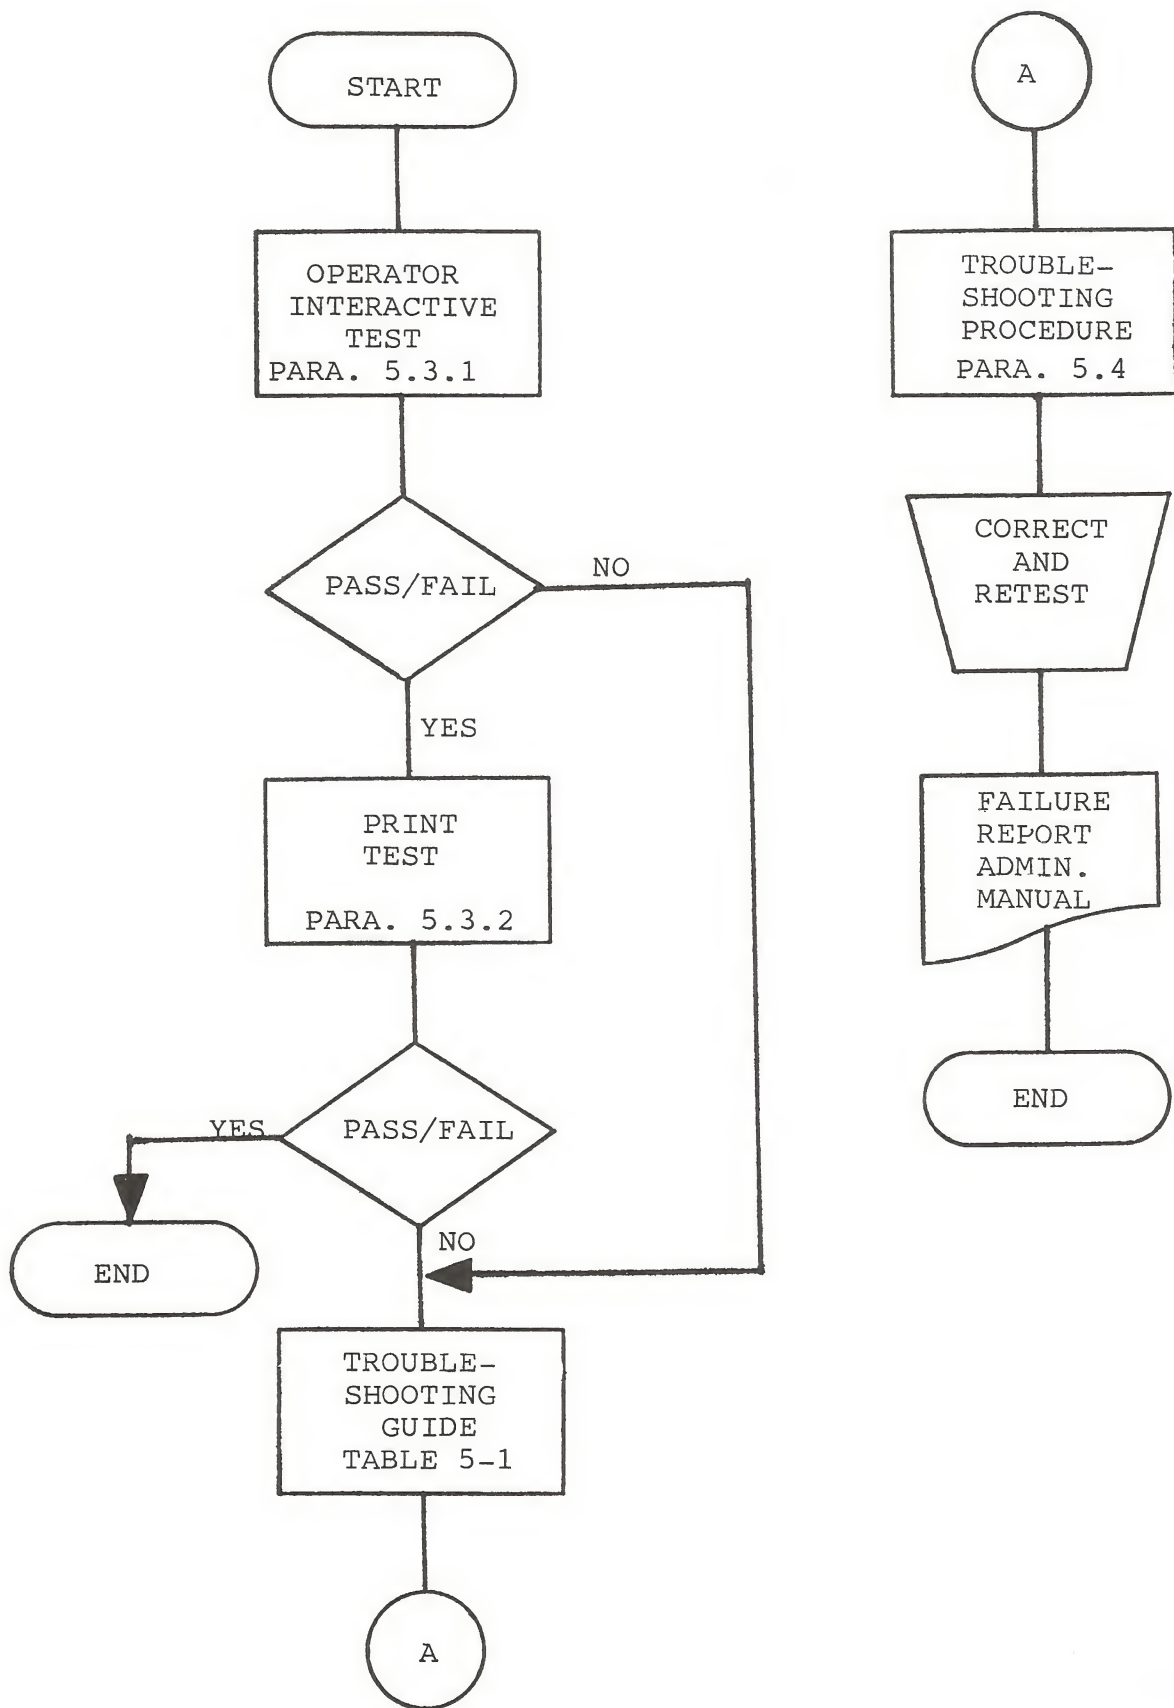 START
OPERATOR
INTERACTIVE
TEST
PARA. 5.3.1
PASS/FAIL
NO
YES
PRINT
TEST
PARA. 5.3.2
PASS/FAIL
YES
END
NO
TROUBLE-
SHOOTING
GUIDE
TABLE 5-1
A
A
TROUBLE-
SHOOTING
PROCEDURE
PARA. 5.4
CORRECT
AND
RETEST
FAILURE
REPORT
ADMIN.
MANUAL
END